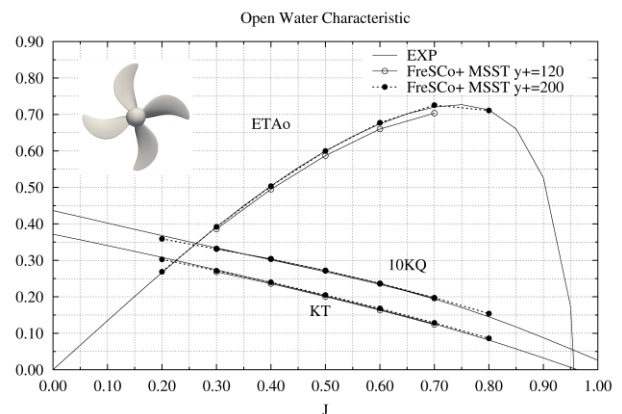 Open Water Characteristic
0.90
0.80
0.70
0.60
0.50
0.40
0.30
0.20
0.10
0.00
EXP
FreSCo+ MSST y+=120
FreSCo+ MSST y+=200
ETAo
10KQ
KT
0.00 0.10 0.20 0.30 0.40 0.50 0.60 0.70 0.80 0.90 1.00
J